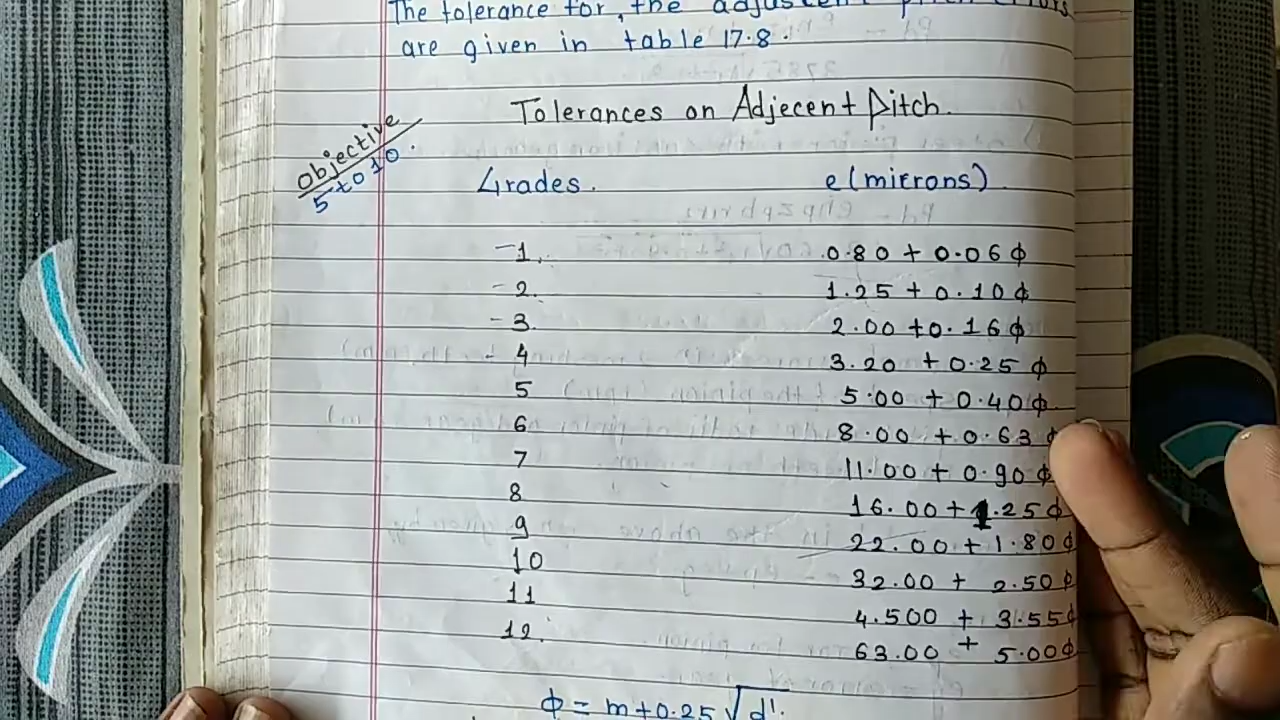 The tolerance for, the adjascent pitch errors
are given in table 17.8.
Tolerances on Adjecent Pitch.
Objective
5 to 10.
Grades. e (microns)
-1. 0.80 + 0.06 ϕ
-2. 1.25 + 0.10 ϕ
-3. 2.00 + 0.16 ϕ
4 3.20 + 0.25 ϕ
5 5.00 + 0.40 ϕ
6 8.00 + 0.63 ϕ
7 11.00 + 0.90 ϕ
8 16.00 + 1.25 ϕ
9 22.00 + 1.80 ϕ
10 32.00 + 2.50 ϕ
11 4.500 + 3.55 ϕ
12. 63.00 + 5.00 ϕ
ϕ = m + 0.25 √d'.